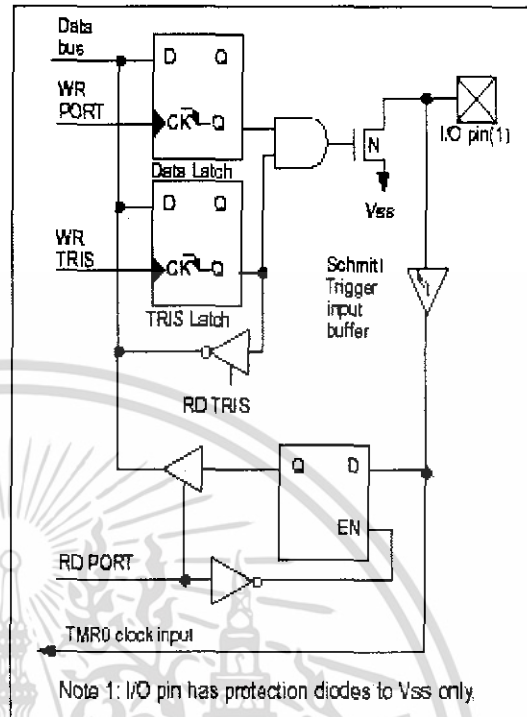 Data
bus
D Q
WR
PORT
CK Q
Data Latch
D Q
WR
TRIS
CK Q
TRIS Latch
N
I/O pin(1)
Vss
Schmitt
Trigger
input
buffer
RD TRIS
Q D
EN
RD PORT
TMR0 clock input
Note 1: I/O pin has protection diodes to Vss only.